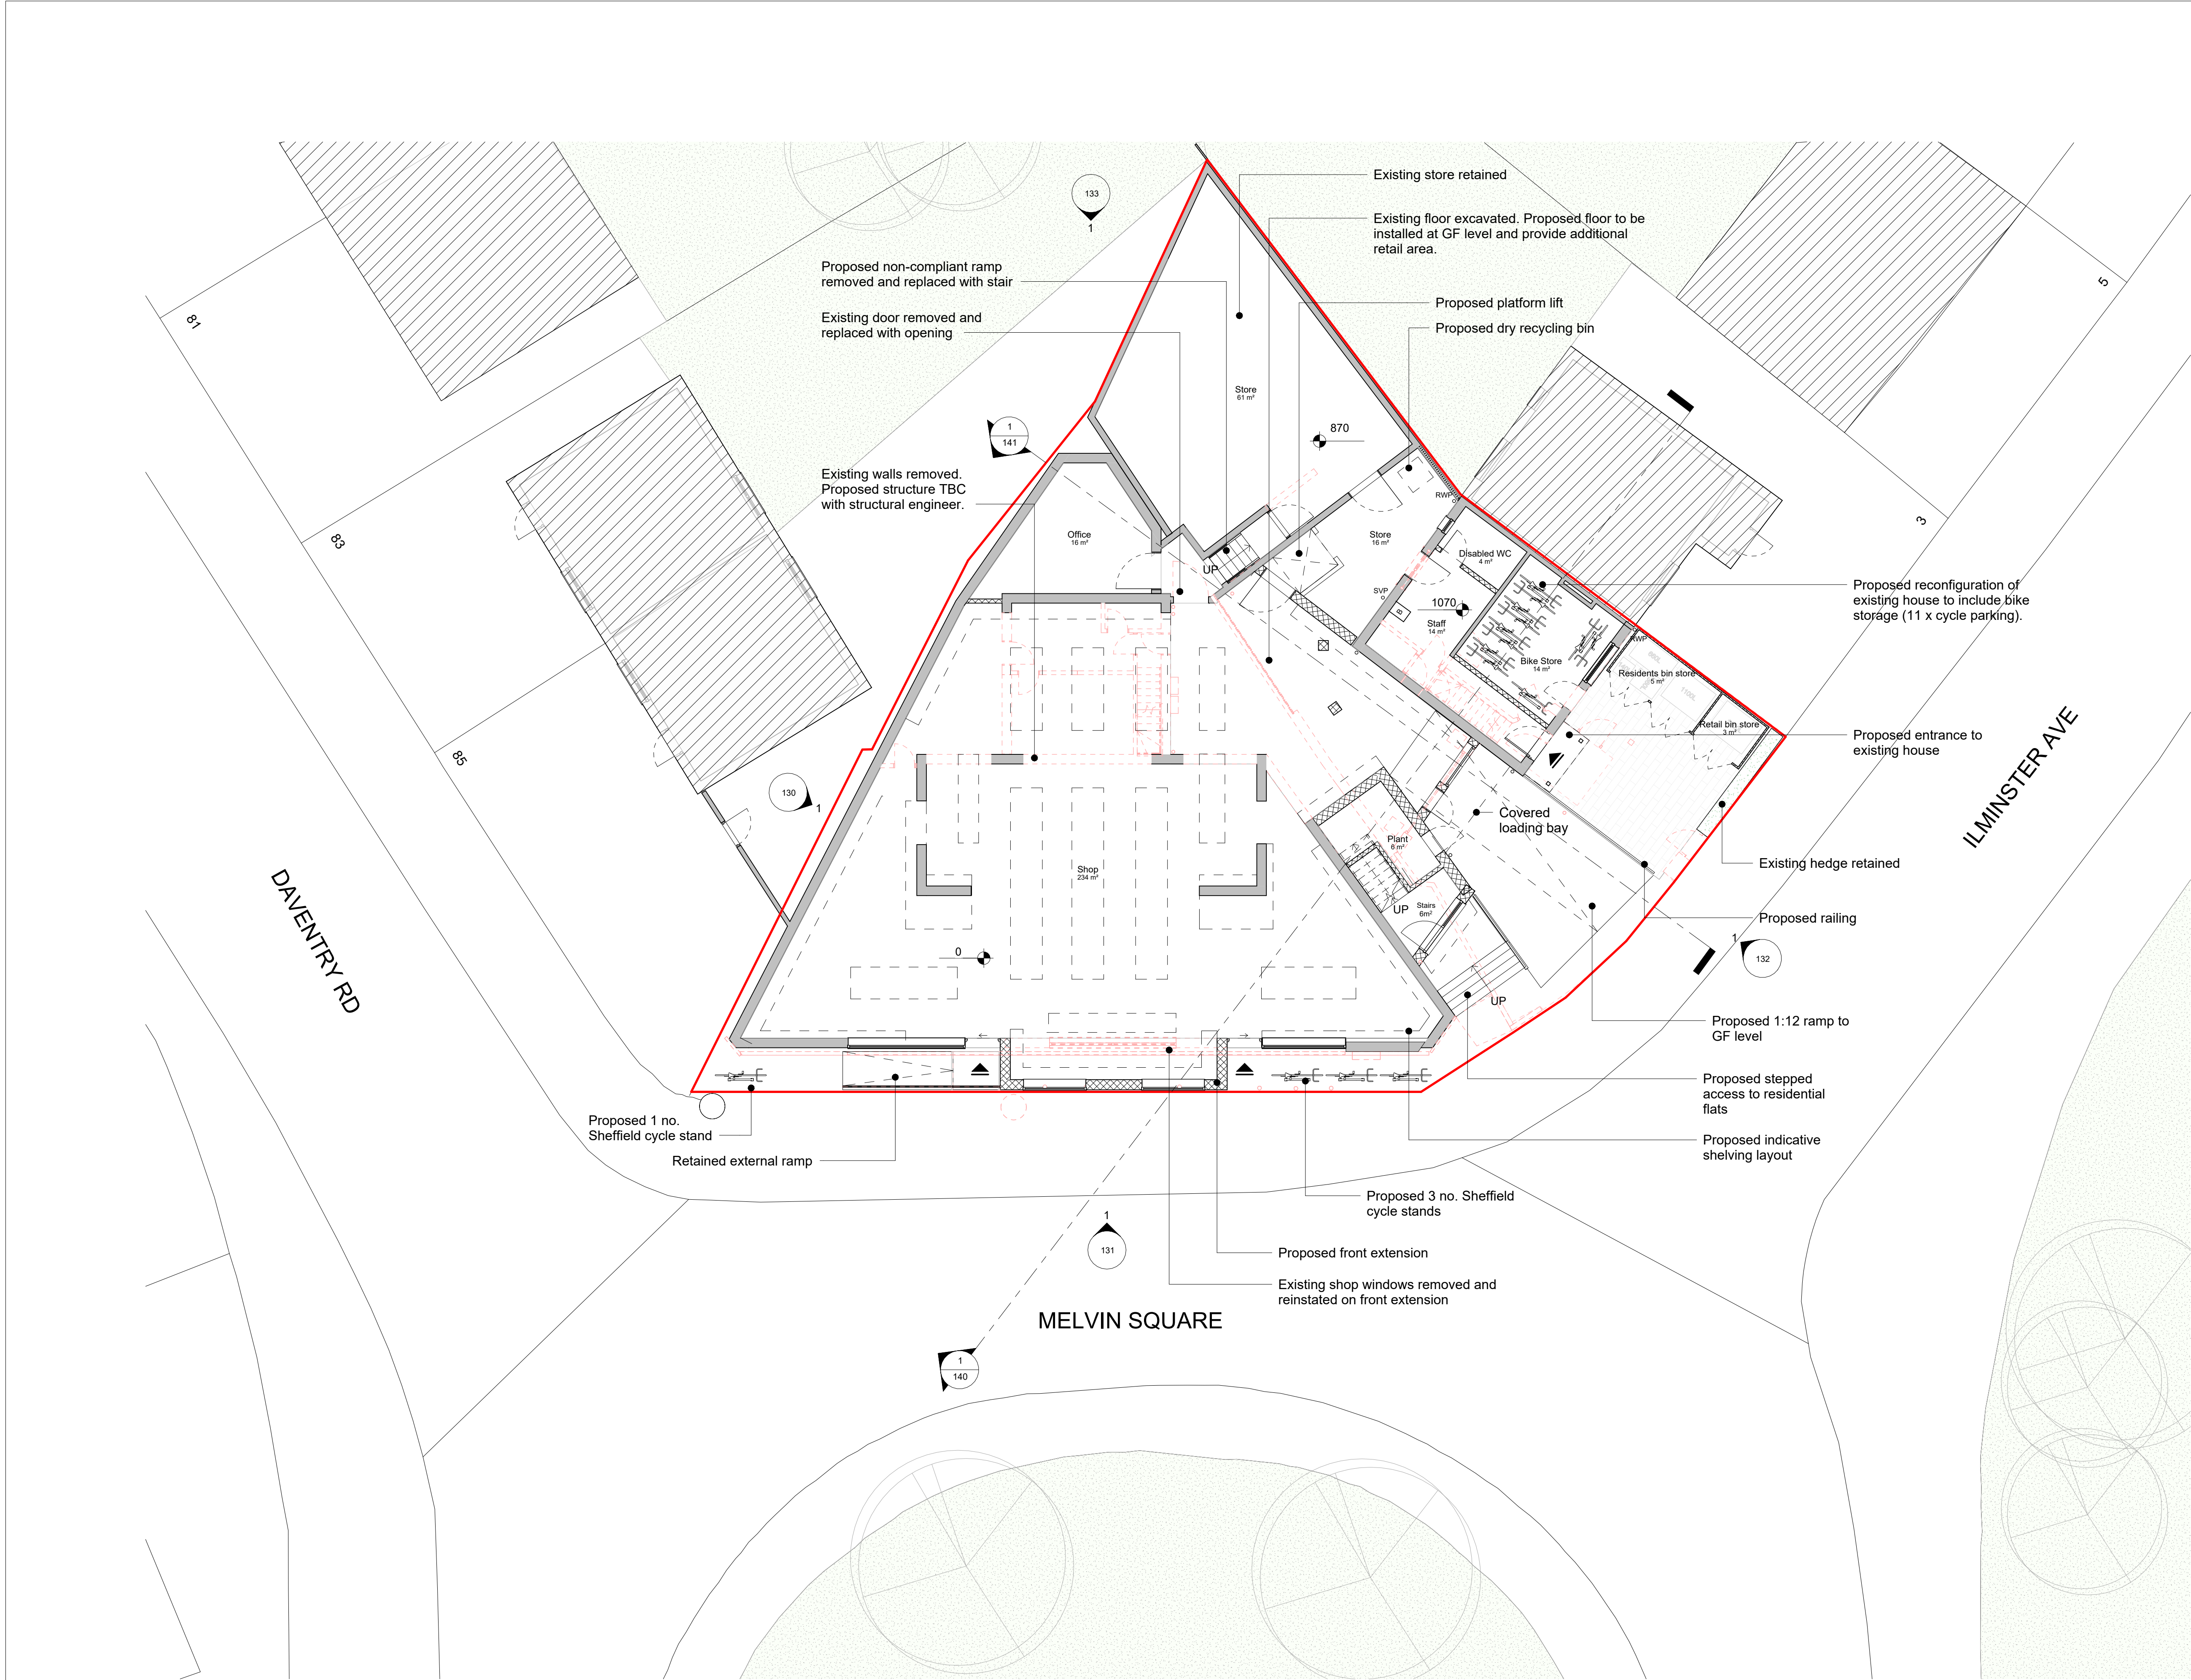 133
1
Existing store retained
Existing floor excavated. Proposed floor to be
installed at GF level and provide additional
retail area.
Proposed non-compliant ramp
removed and replaced with stair
Existing door removed and
replaced with opening
Proposed platform lift
Proposed dry recycling bin
81
5
Store
61 m²
870
1
141
Existing walls removed.
Proposed structure TBC
with structural engineer.
RWP
83
3
Office
16 m²
Store
16 m²
Disabled WC
4 m²
UP
SVP
B
1070
Staff
14 m²
Proposed reconfiguration of
existing house to include bike
storage (11 x cycle parking).
RWP
Bike Store
14 m²
Residents bin store
5 m²
1100L
Retail bin store
3 m²
Proposed entrance to
existing house
85
130
1
ILMINSTER AVE
Covered
loading bay
Plant
6 m²
Existing hedge retained
Shop
234 m²
DAVENTRY RD
UP
Stairs
6m²
Proposed railing
1
132
0
UP
Proposed 1:12 ramp to
GF level
Proposed stepped
access to residential
flats
Proposed 1 no.
Sheffield cycle stand
Retained external ramp
Proposed indicative
shelving layout
Proposed 3 no. Sheffield
cycle stands
1
131
Proposed front extension
Existing shop windows removed and
reinstated on front extension
MELVIN SQUARE
1
140